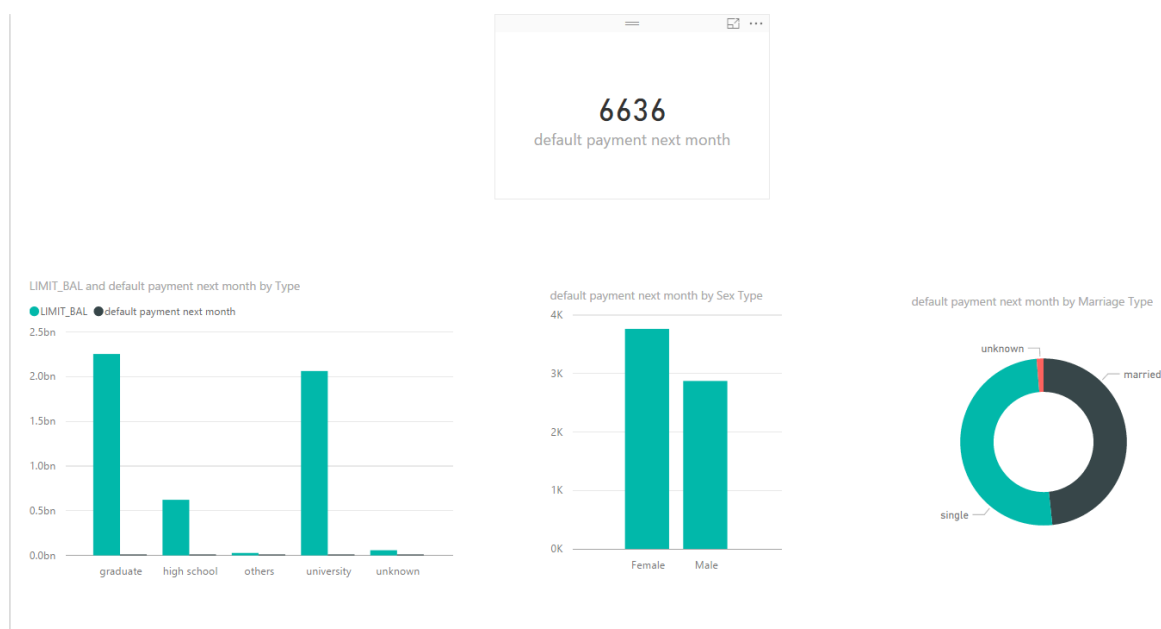 6636
default payment next month
LIMIT_BAL and default payment next month by Type
LIMIT_BAL default payment next month
2.5bn
2.0bn
1.5bn
1.0bn
0.5bn
0.0bn
graduate high school others university unknown
default payment next month by Sex Type
4K
3K
2K
1K
0K
Female Male
default payment next month by Marriage Type
unknown
married
single